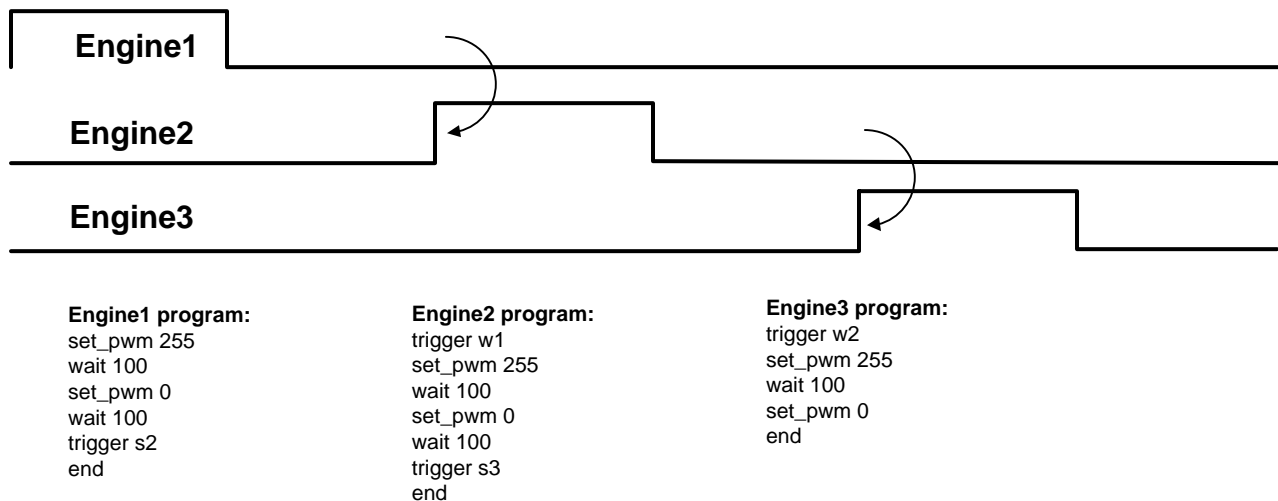 Engine1
Engine2
Engine3
Engine1 program:
set_pwm 255
wait 100
set_pwm 0
wait 100
trigger s2
end
Engine2 program:
trigger w1
set_pwm 255
wait 100
set_pwm 0
wait 100
trigger s3
end
Engine3 program:
trigger w2
set_pwm 255
wait 100
set_pwm 0
end